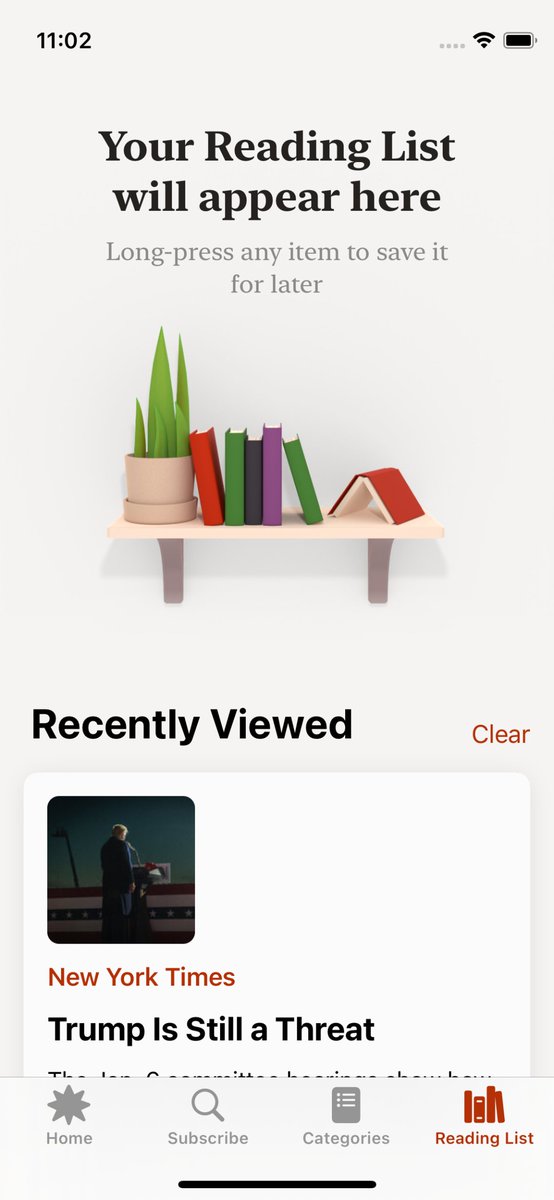 11:02
Your Reading List
will appear here
Long-press any item to save it
for later
Recently Viewed
Clear
New York Times
Trump Is Still a Threat
The Jan. 6 committee hearings show how
Home
Subscribe
Categories
Reading List